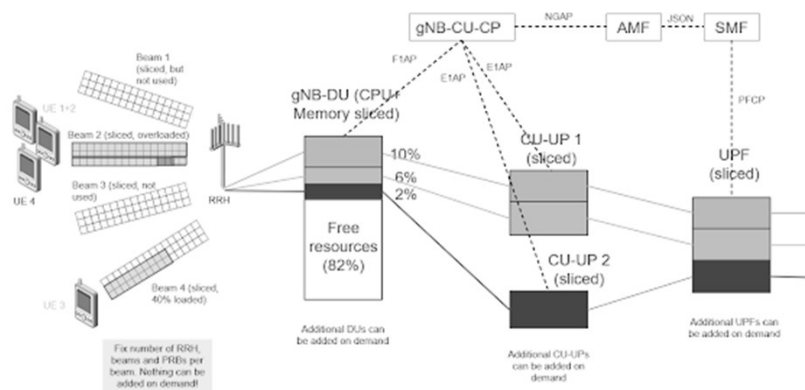 gNB-CU-CP
NGAP
AMF
JSON
SMF
Beam 1
(sliced, but
not used)
UE 1+2
Beam 2 (sliced, overloaded)
UE 4
Beam 3 (sliced, not
used)
UE 3
Beam 4 (sliced,
40% loaded)
Fix number of RRH,
beams and PRBs per
beam. Nothing can be
added on demand!
RRH
F1AP
E1AP
E1AP
PFCP
gNB-DU (CPU+
Memory sliced)
10%
6%
2%
Free
resources
(82%)
Additional DUs can
be added on demand
CU-UP 1
(sliced)
CU-UP 2
(sliced)
Additional CU-UPs
can be added on
demand
UPF
(sliced)
Additional UPFs can
be added on demand